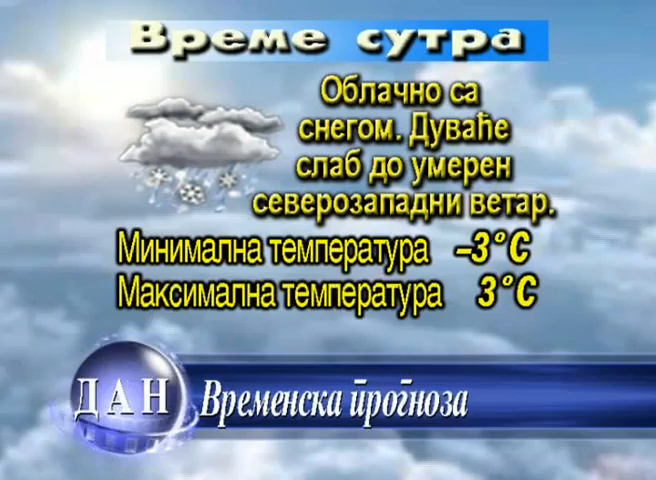 Време сутра
Облачно са
снегом. Дуваће
слаб до умерен
северозападни ветар.
Минимална температура –3°C
Максимална температура 3°C
ДАН
Временска прогноза